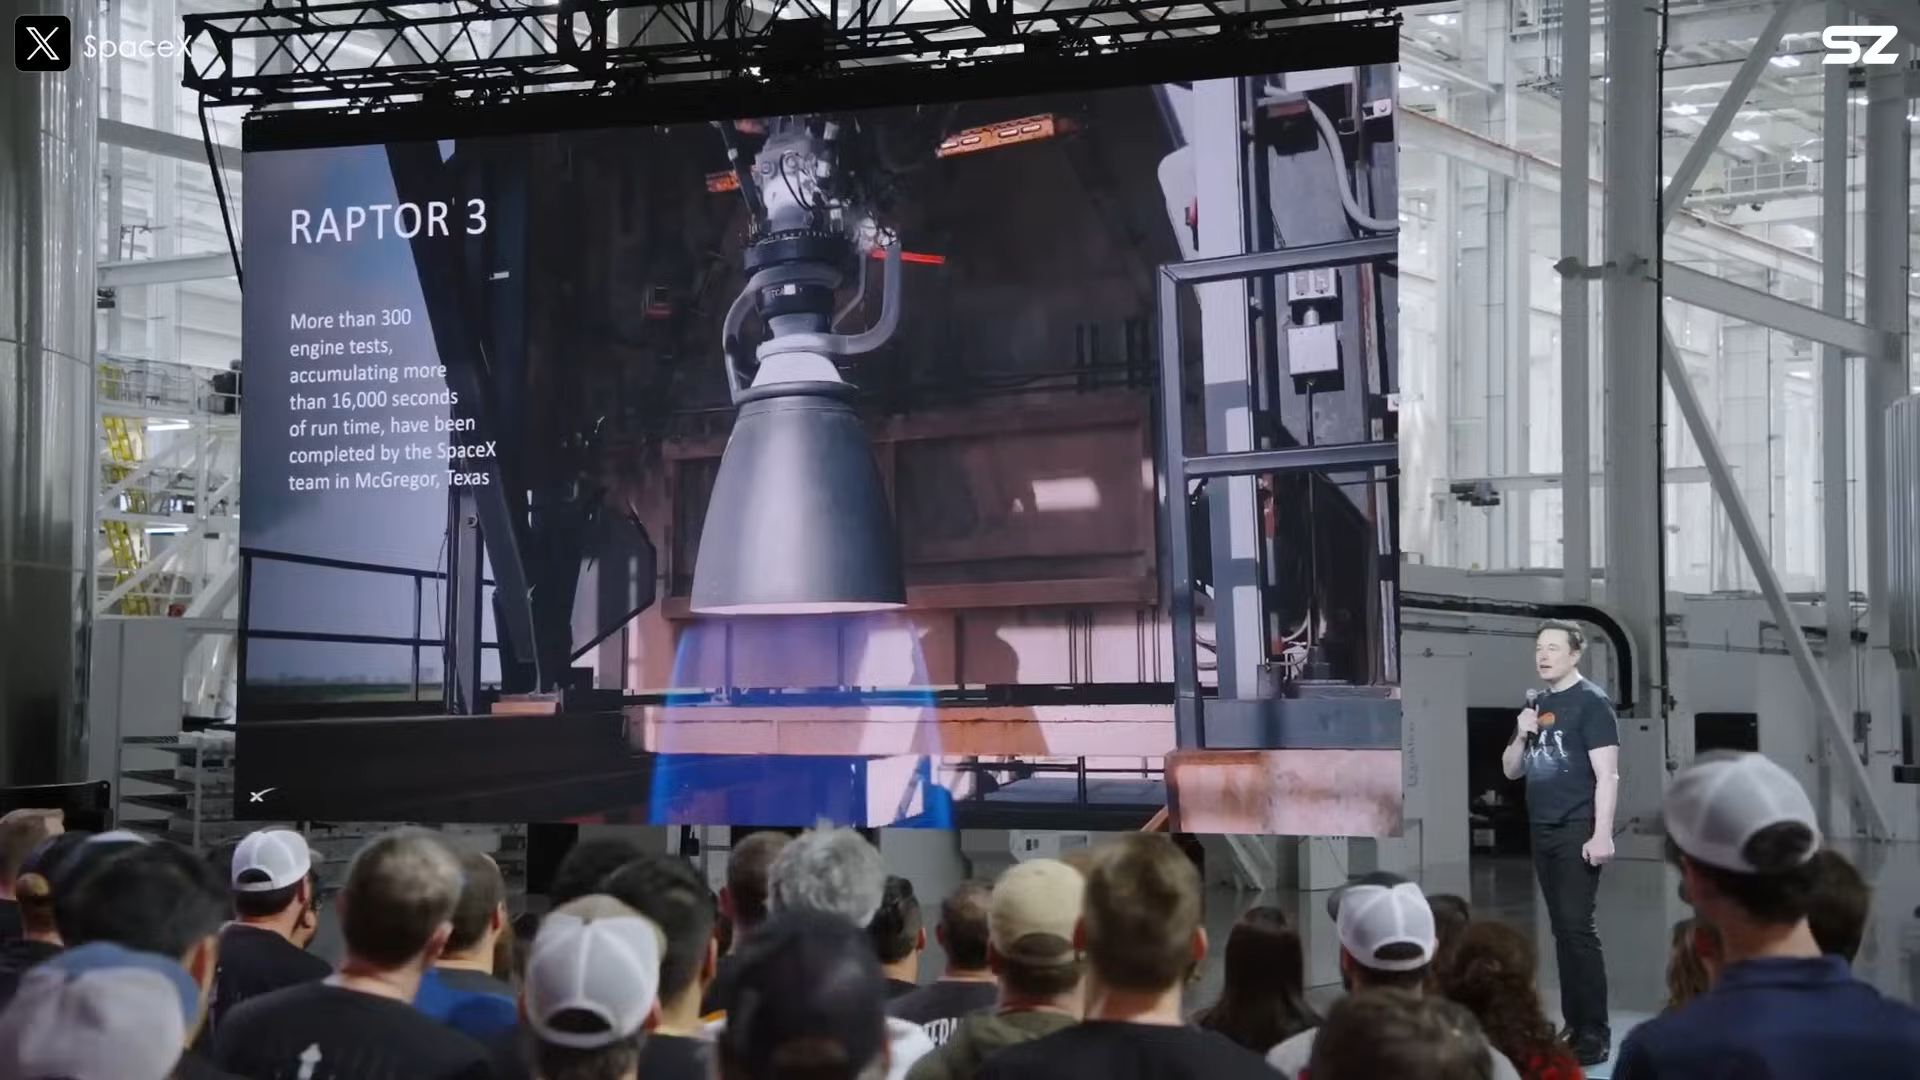 SpaceX
SZ
RAPTOR 3
More than 300
engine tests,
accumulating more
than 16,000 seconds
of run time, have been
completed by the SpaceX
team in McGregor, Texas